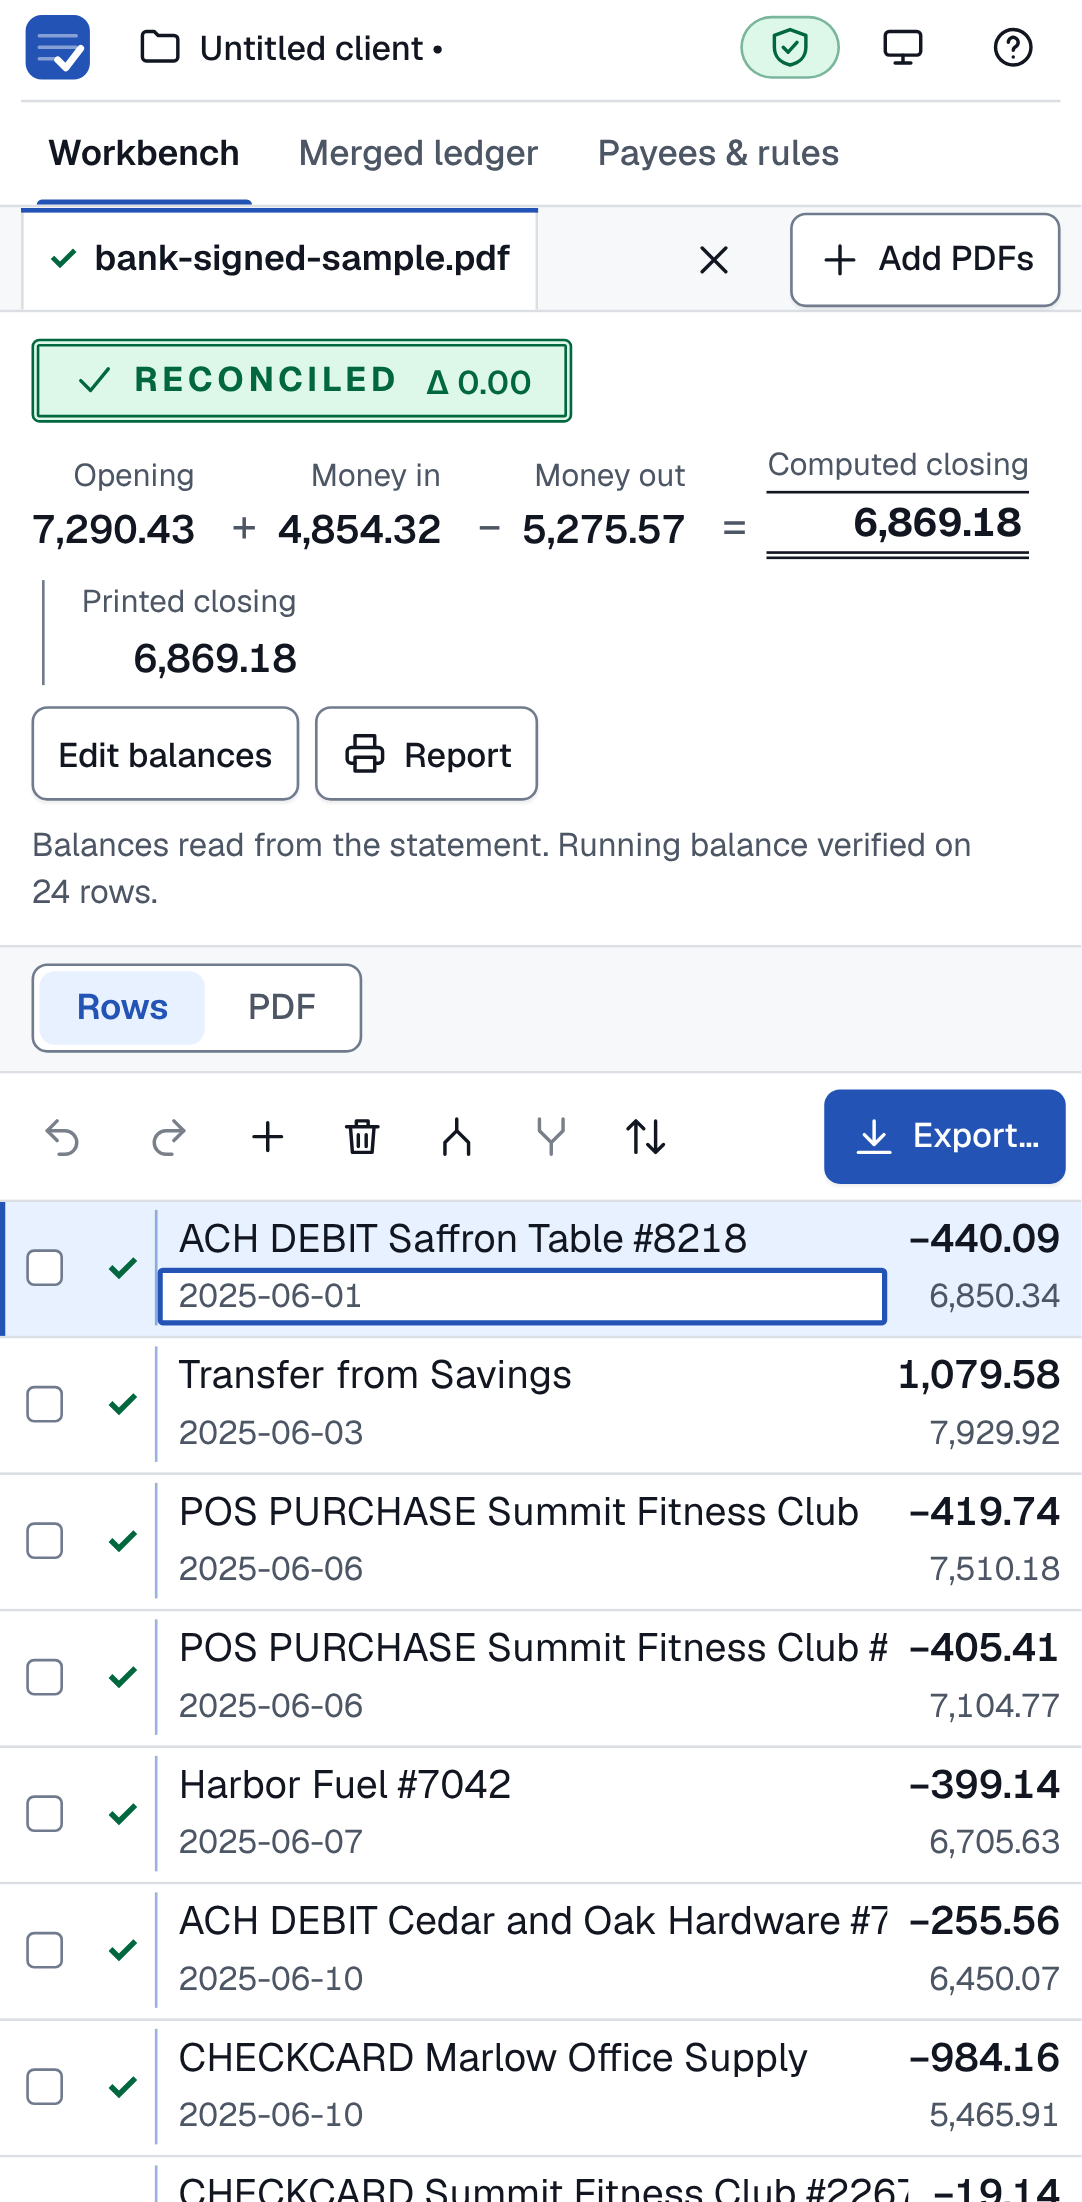 Untitled client •
Workbench Merged ledger Payees & rules
bank-signed-sample.pdf Add PDFs
RECONCILED Δ 0.00
Opening Money in Money out Computed closing
7,290.43 + 4,854.32 − 5,275.57 = 6,869.18
Printed closing
6,869.18
Edit balances Report
Balances read from the statement. Running balance verified on
24 rows.
Rows PDF
Export…
ACH DEBIT Saffron Table #8218 −440.09
2025-06-01 6,850.34
Transfer from Savings 1,079.58
2025-06-03 7,929.92
POS PURCHASE Summit Fitness Club −419.74
2025-06-06 7,510.18
POS PURCHASE Summit Fitness Club # −405.41
2025-06-06 7,104.77
Harbor Fuel #7042 −399.14
2025-06-07 6,705.63
ACH DEBIT Cedar and Oak Hardware #7 −255.56
2025-06-10 6,450.07
CHECKCARD Marlow Office Supply −984.16
2025-06-10 5,465.91
CHECKCARD Summit Fitness Club #2267 −19.14